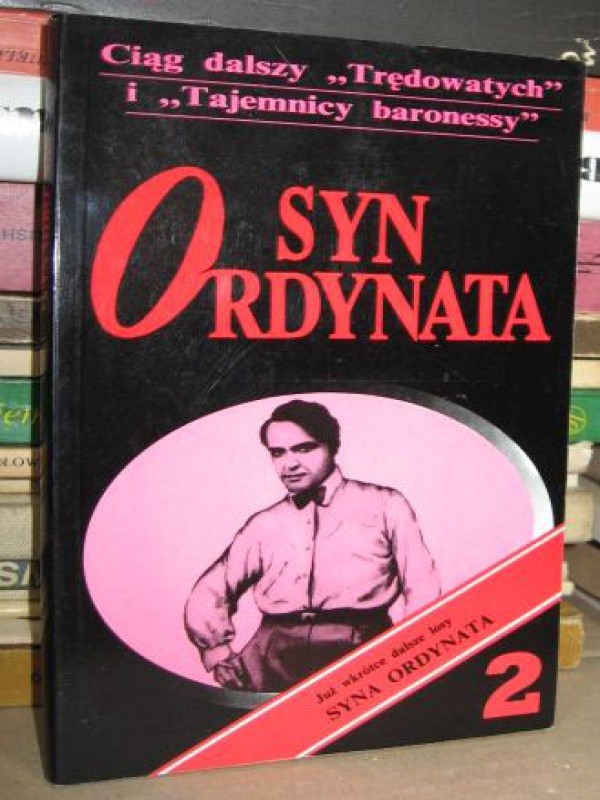 Ciąg dalszy „Trędowatych”
i „Tajemnicy baronessy”
SYN
ORDYNATA
Już wkrótce dalsze losy
SYNA ORDYNATA
2